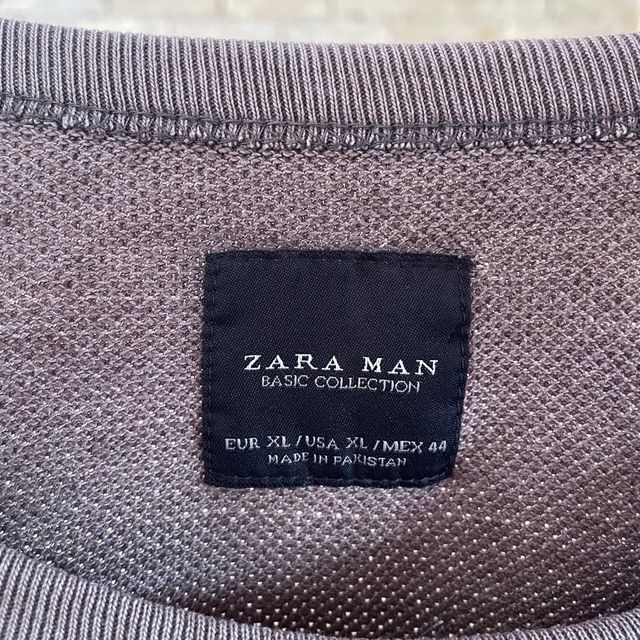 ZARA MAN
BASIC COLLECTION
EUR XL / USA XL / MEX 44
MADE IN PAKISTAN